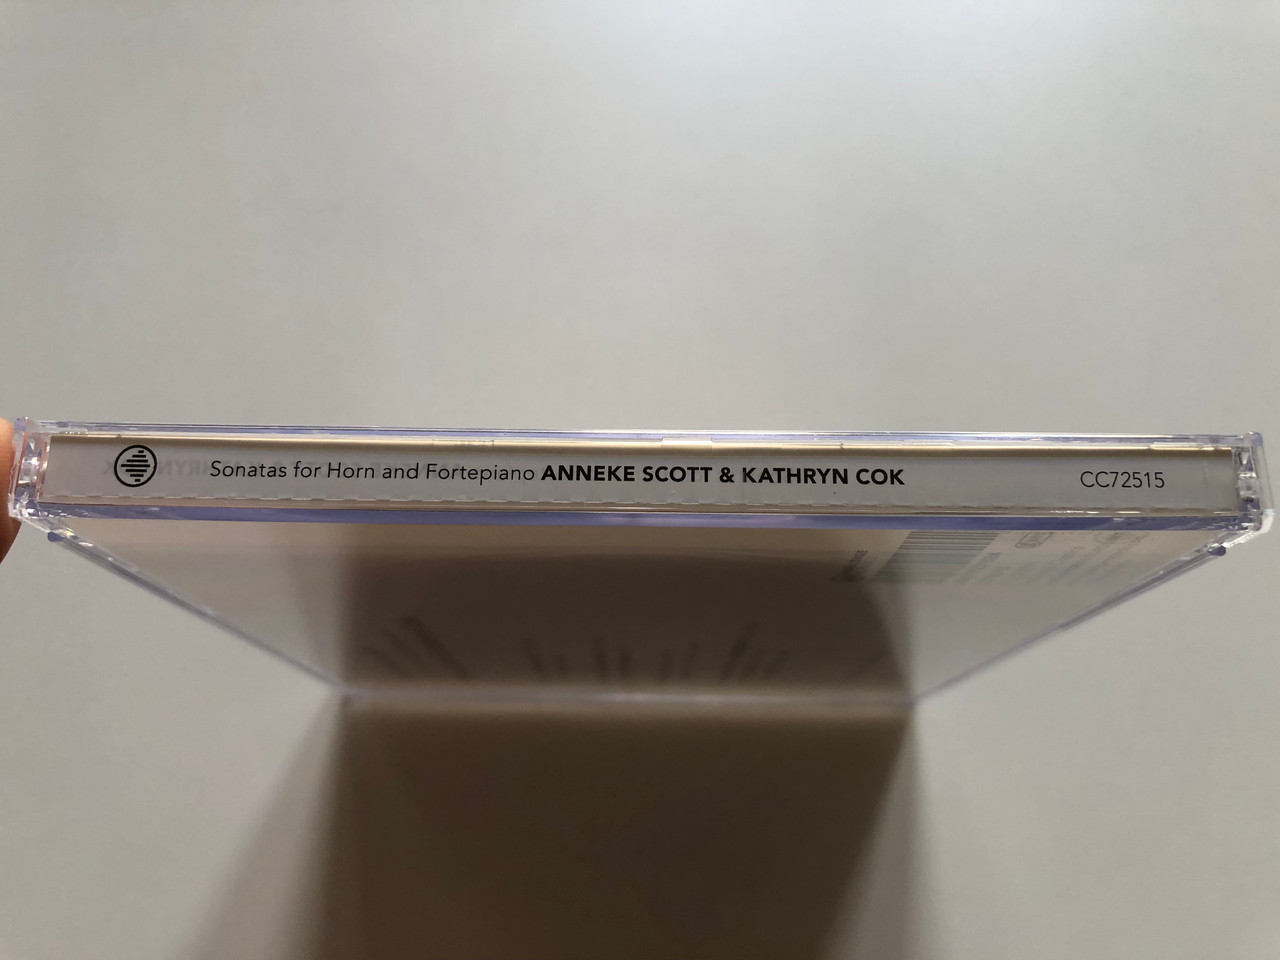 Sonatas for Horn and Fortepiano ANNEKE SCOTT & KATHRYN COK CC72515